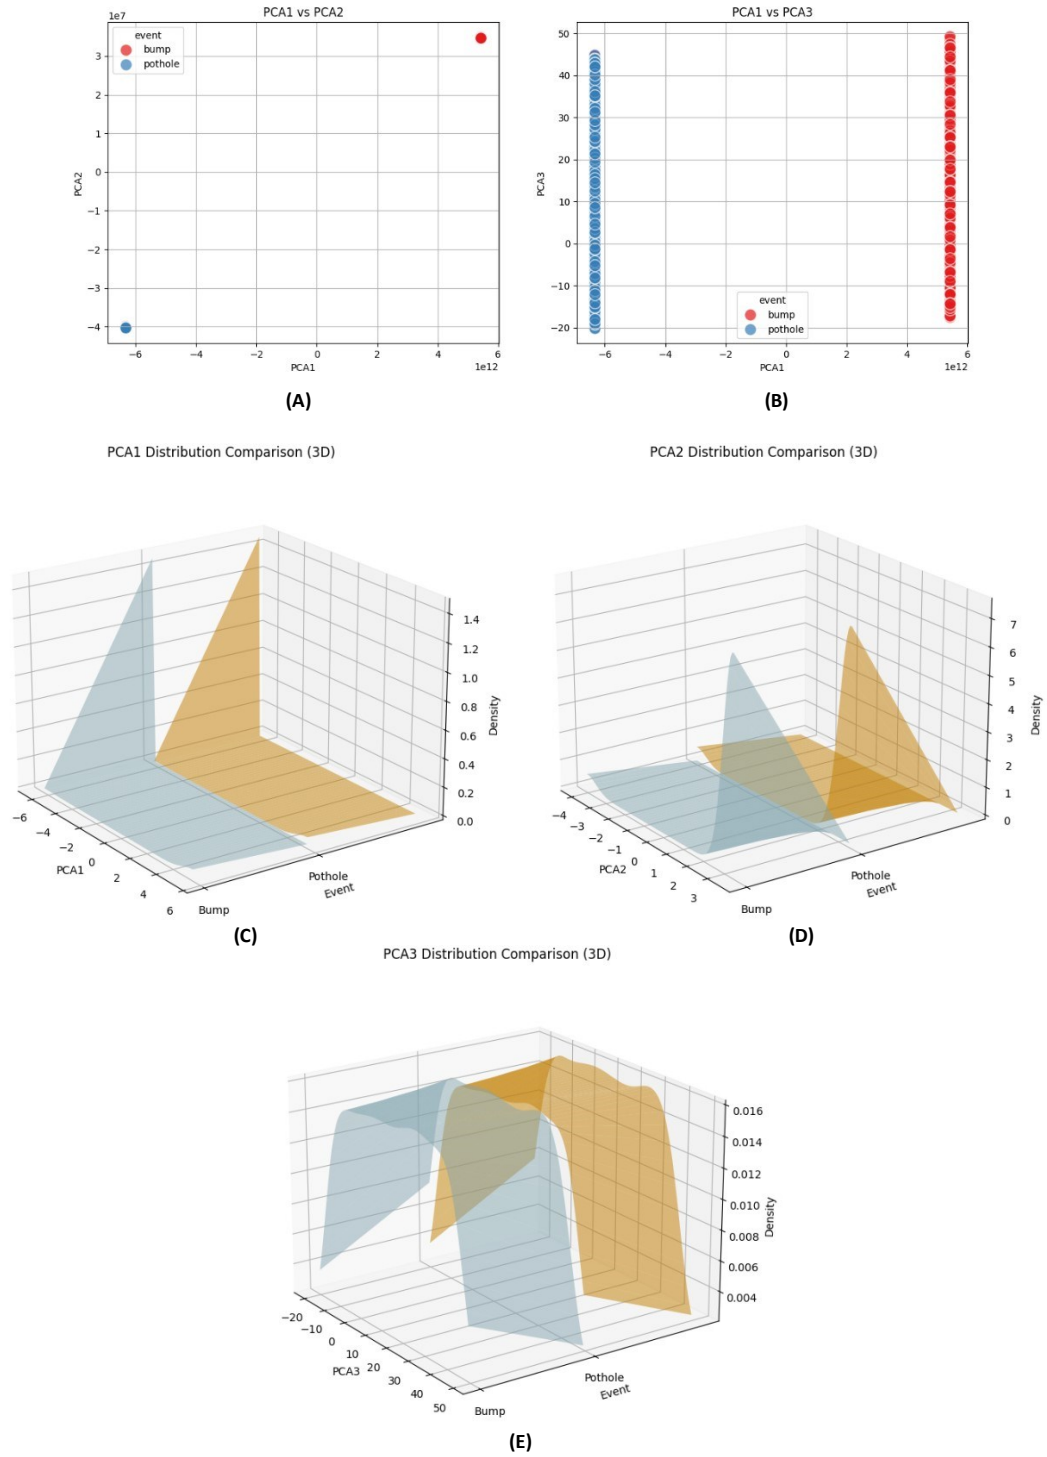 PCA1 vs PCA2
1e7
event
bump
pothole
3
2
1
0
−1
−2
−3
−4
PCA2
−6 −4 −2 0 2 4 6
1e12
PCA1
(A)
PCA1 vs PCA3
50
40
30
20
10
0
−10
−20
PCA3
event
bump
pothole
−6 −4 −2 0 2 4 6
1e12
PCA1
(B)
PCA1 Distribution Comparison (3D)
1.4
1.2
1.0
0.8
0.6
0.4
0.2
0.0
Density
−6
−4
−2
0
2
4
6
PCA1
Pothole
Event
Bump
(C)
PCA2 Distribution Comparison (3D)
7
6
5
4
3
2
1
0
Density
−4
−3
−2
−1
0
1
2
3
PCA2
Pothole
Event
Bump
(D)
PCA3 Distribution Comparison (3D)
0.016
0.014
0.012
0.010
0.008
0.006
0.004
Density
−20
−10
0
10
20
30
40
50
PCA3
Pothole
Event
Bump
(E)